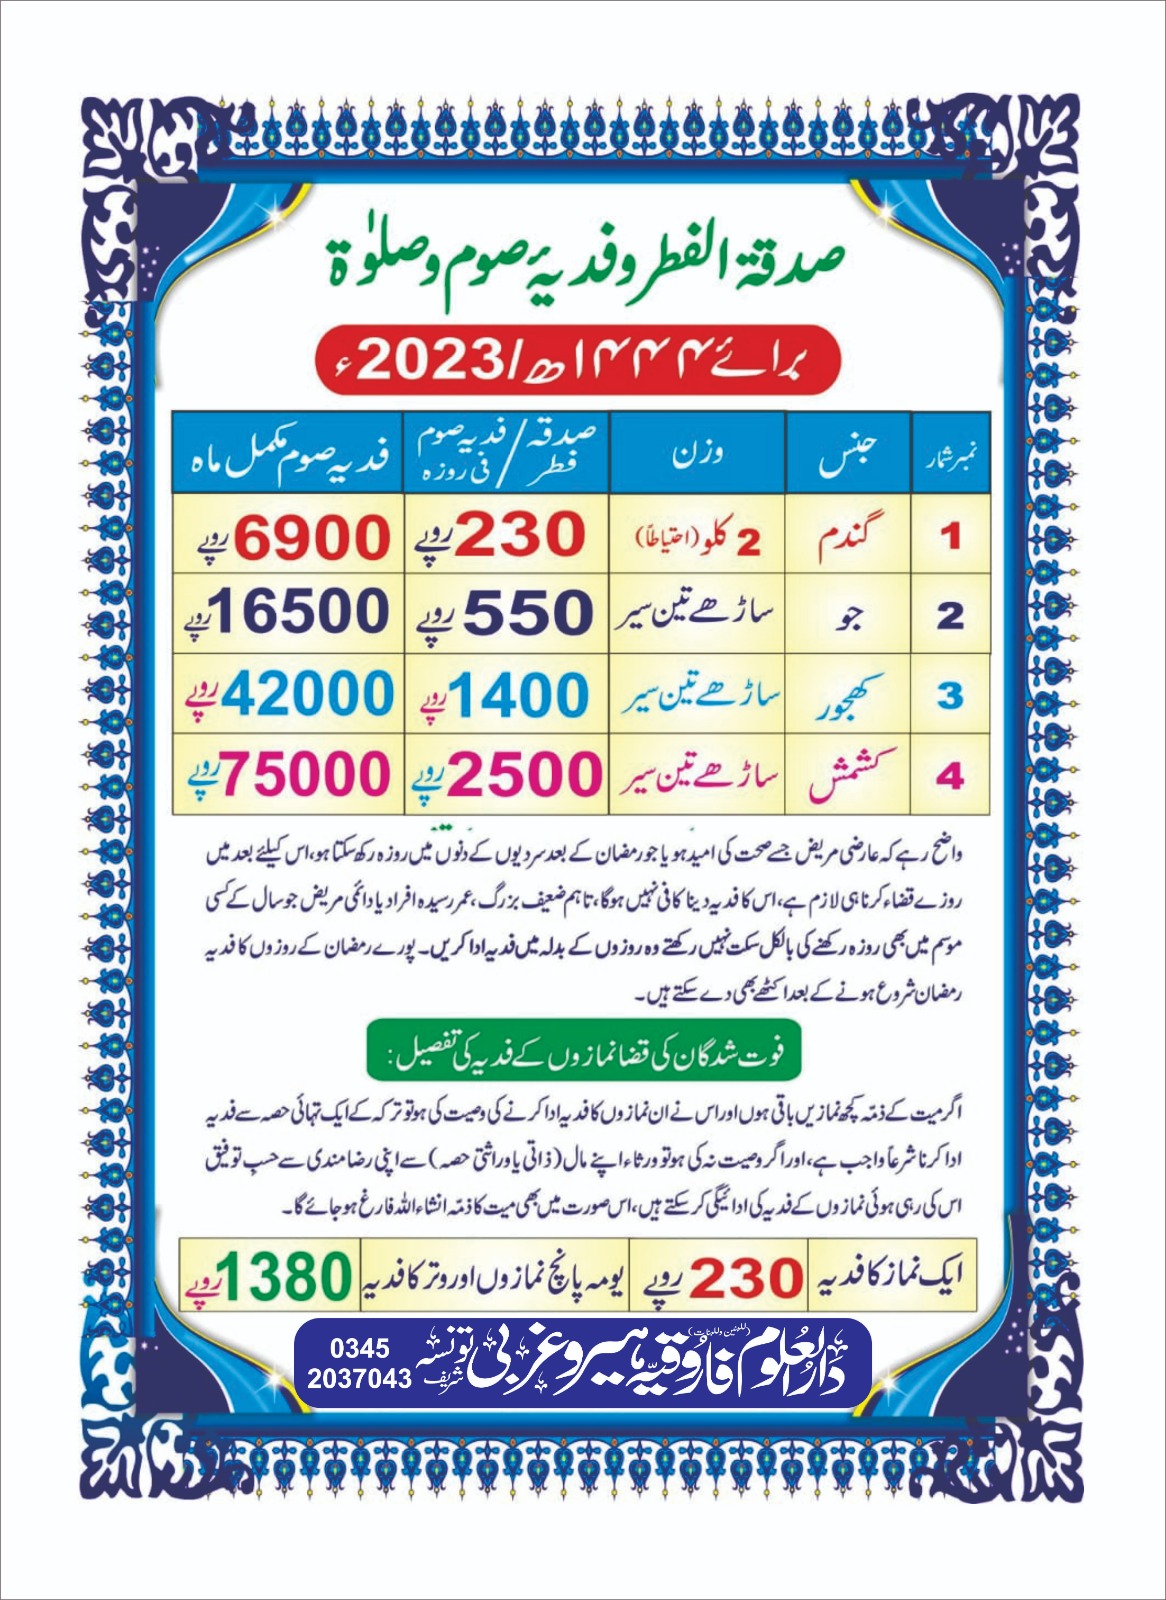 صدقۃ الفطر و فدیۂ صوم و صلوٰۃ
برائے ۱۴۴۴ھ/2023ء
نمبر شمار جنس وزن صدقہ فطر/فدیہ صوم فی روزہ فدیہ صوم مکمل ماہ
1 گندم 2 کلو (احتیاطاً) 230 روپے 6900 روپے
2 جو ساڑھے تین سیر 550 روپے 16500 روپے
3 کھجور ساڑھے تین سیر 1400 روپے 42000 روپے
4 کشمش ساڑھے تین سیر 2500 روپے 75000 روپے
واضح رہے کہ عارضی مریض جسے صحت کی امید ہو یا جو رمضان کے بعد سردیوں کے دنوں میں روزہ رکھ سکتا ہو، اس کیلئے بعد میں
روزے قضاء کرنا ہی لازم ہے، اس کا فدیہ دینا کافی نہیں ہوگا، تاہم ضعیف بزرگ، عمر رسیدہ افراد یا دائمی مریض جو سال کے کسی
موسم میں بھی روزہ رکھنے کی بالکل سکت نہیں رکھتے وہ روزوں کے بدلہ میں فدیہ ادا کریں۔ پورے رمضان کے روزوں کا فدیہ
رمضان شروع ہونے کے بعد اکٹھے بھی دے سکتے ہیں۔
فوت شدگان کی قضا نمازوں کے فدیہ کی تفصیل:
اگر میت کے ذمّہ کچھ نمازیں باقی ہوں اور اس نے ان نمازوں کا فدیہ ادا کرنے کی وصیت کی ہو تو ترکہ کے ایک تہائی حصہ سے فدیہ
ادا کرنا شرعاً واجب ہے، اور اگر وصیت نہ کی ہو تو ورثاء اپنے مال (ذاتی یا وراثتی حصہ) سے اپنی رضا مندی سے حسبِ توفیق
اس کی رہی ہوئی نمازوں کے فدیہ کی ادائیگی کر سکتے ہیں، اس صورت میں بھی میت کا ذمّہ انشاء اللہ فارغ ہو جائے گا۔
ایک نماز کا فدیہ 230 روپے یومہ پانچ نمازوں اور وتر کا فدیہ 1380 روپے
دارالعلوم فاروقیہ (للبنین وللبنات) ہیرو غربی تونسہ شریف
0345
2037043